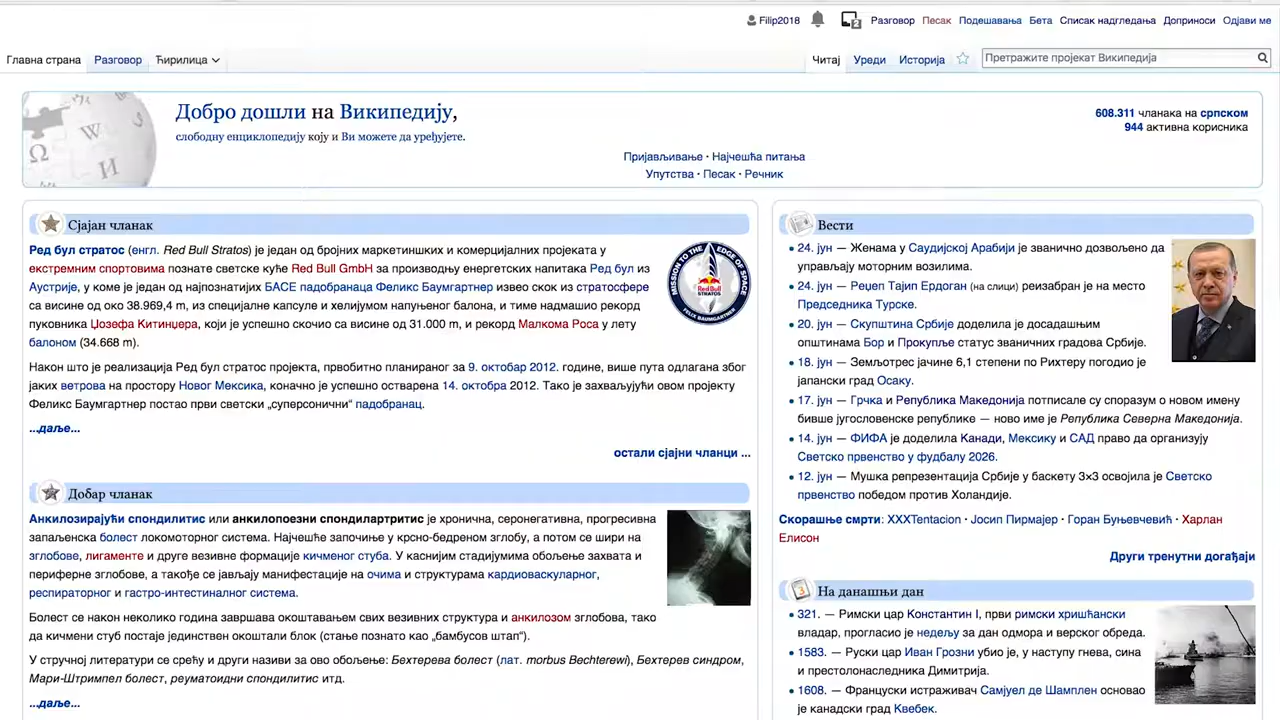 Filip2018 2 Разговор Песак Подешавања Бета Списак надгледања Доприноси Одјави ме
Главна страна Разговор Ћирилица Читај Уреди Историја Претражите пројекат Википедија
Добро дошли на Википедију,
слободну енциклопедију коју и Ви можете да уређујете.
608.311 чланака на српском
944 активна корисника
Пријављивање · Најчешћа питања
Упутства · Песак · Речник
Сјајан чланак
Ред бул стратос (енгл. Red Bull Stratos) је један од бројних маркетиншких и комерцијалних пројеката у
екстремним спортовима познате светске куће Red Bull GmbH за производњу енергетских напитака Ред бул из
Аустрије, у коме је један од најпознатијих БАСЕ падобранаца Феликс Баумгартнер извео скок из стратосфере
са висине од око 38.969,4 m, из специјалнекапсуле и хелијумом напуњеног балона, и тиме надмашио рекорд
пуковника Џозефа Китинџера, који је успешно скочио са висине од 31.000 m, и рекорд Малкома Роса у лету
балоном (34.668 m).
MISSION TO THE EDGE OF SPACE
Red Bull
STRATOS
FELIX BAUMGARTNER
Након што је реализација Ред бул стратос пројекта, првобитно планираног за 9. октобар 2012. године, више пута одлагана због
јаких ветрова на простору Новог Мексика, коначно је успешно остварена 14. октобра 2012. Тако је захваљујући овом пројекту
Феликс Баумгартнер постао први светски „суперсонични“ падобранац.
...даље...
остали сјајни чланци ...
Добар чланак
Анкилозирајући спондилитис или анкилопоезни спондилартритис је хронична, серонегативна, прогресивна
запаљенска болест локомоторног система. Најчешће започиње у крсно-бедреном зглобу, а потом се шири на
зглобове, лигаменте и друге везивне формације кичменог стуба. У каснијим стадијумима обољење захвата и
периферне зглобове, а такође се јављају манифестације на очима и структурама кардиоваскуларног,
респираторног и гастро-интестиналног система.
Болест се након неколико година завршава окоштавањем свих везивних структура и анкилозом зглобова, тако
да кичмени стуб постаје јединствен окоштали блок (стање познато као „бамбусов штап“).
У стручној литератури се срећу и други називи за ово обољење: Бехтерева болест (лат. morbus Bechterewi), Бехтерев синдром,
Мари-Штримпел болест, реуматоидни спондилитис итд.
...даље...
Вести
24. јун — Женама у Саудијској Арабији је званично дозвољено да
управљају моторним возилима.
24. јун — Реџеп Тајип Ердоган (на слици) реизабран је на место
Председника Турске.
20. јун — Скупштина Србије доделила је досадашњим
општинама Бор и Прокупље статус званичних градова Србије.
18. јун — Земљотрес јачине 6,1 степени по Рихтеру погодио је
јапански град Осаку.
17. јун — Грчка и Република Македонија потписале су споразум о новом имену
бивше југословенске републике — ново име је Република Северна Македонија.
14. јун — ФИФА је доделила Канади, Мексику и САД право да организују
Светско првенство у фудбалу 2026.
12. јун — Мушка репрезентација Србије у баскету 3×3 освојила је Светско
првенство победом против Холандије.
Скорашње смрти: XXXTentacion · Јосип Пирмајер · Горан Буњевчевић · Харлан
Елисон
Други тренутни догађаји
На данашњи дан
321. — Римски цар Константин I, први римски хришћански
владар, прогласио је недељу за дан одмора и верског обреда.
1583. — Руски цар Иван Грозни убио је, у наступу гнева, сина
и престолонаследника Димитрија.
1608. — Француски истраживач Самјуел де Шамплен основао
је канадски град Квебек.